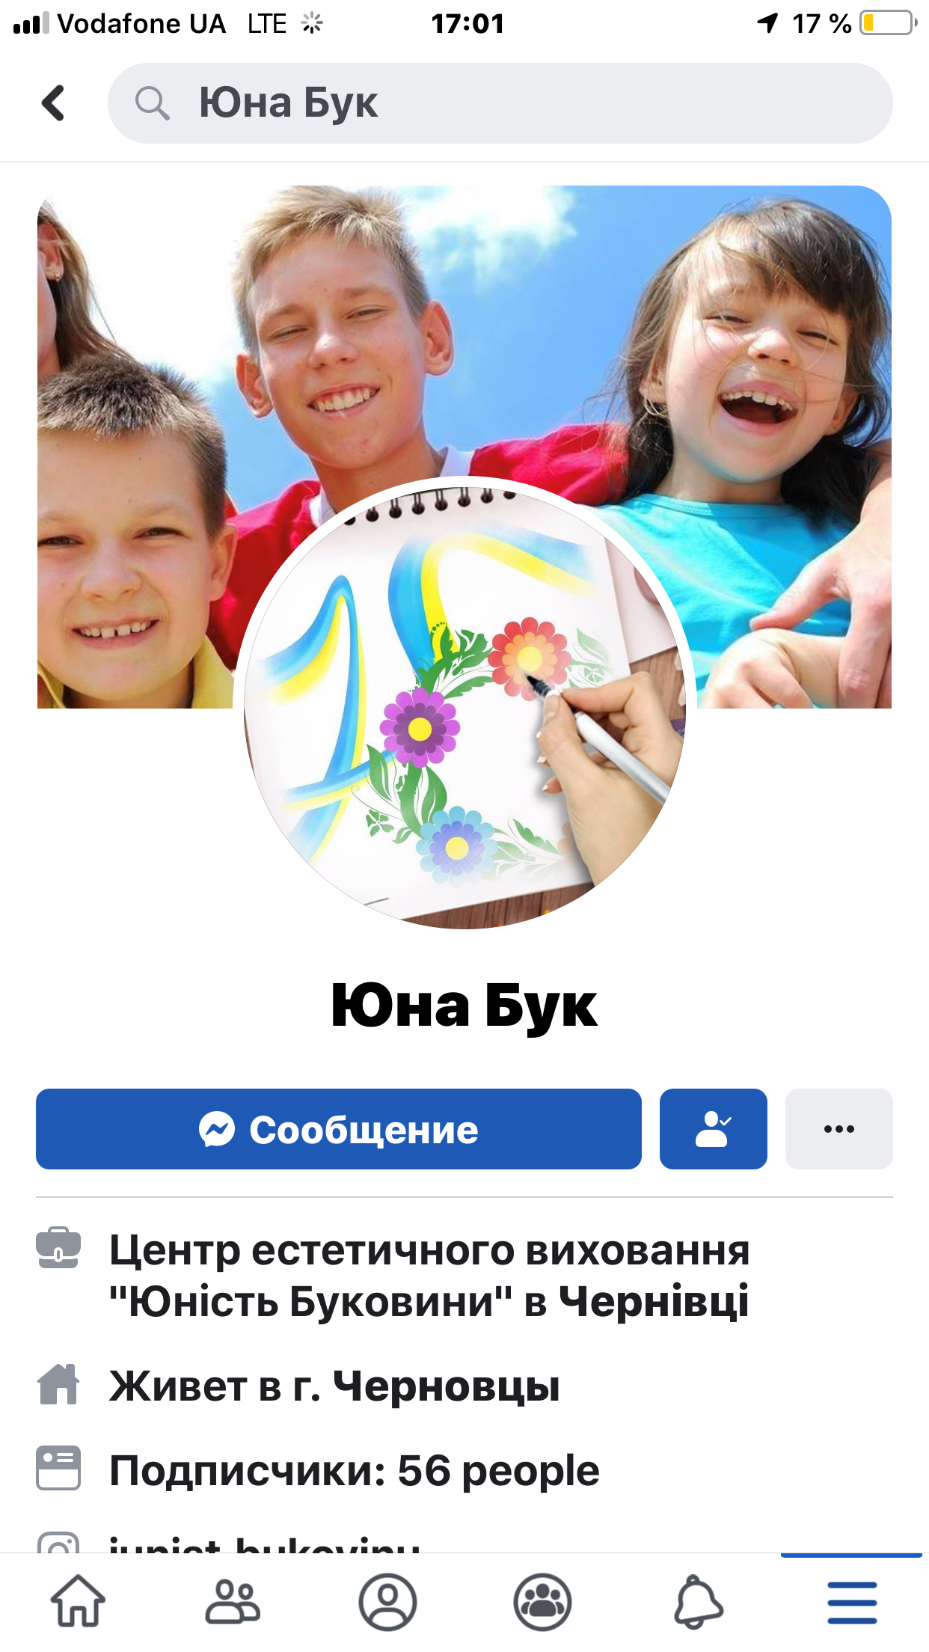 Vodafone UA LTE 17:01 17 %
Юна Бук
Юна Бук
Сообщение
Центр естетичного виховання
"Юність Буковини" в Чернівці
Живет в г. Черновцы
Подписчики: 56 people